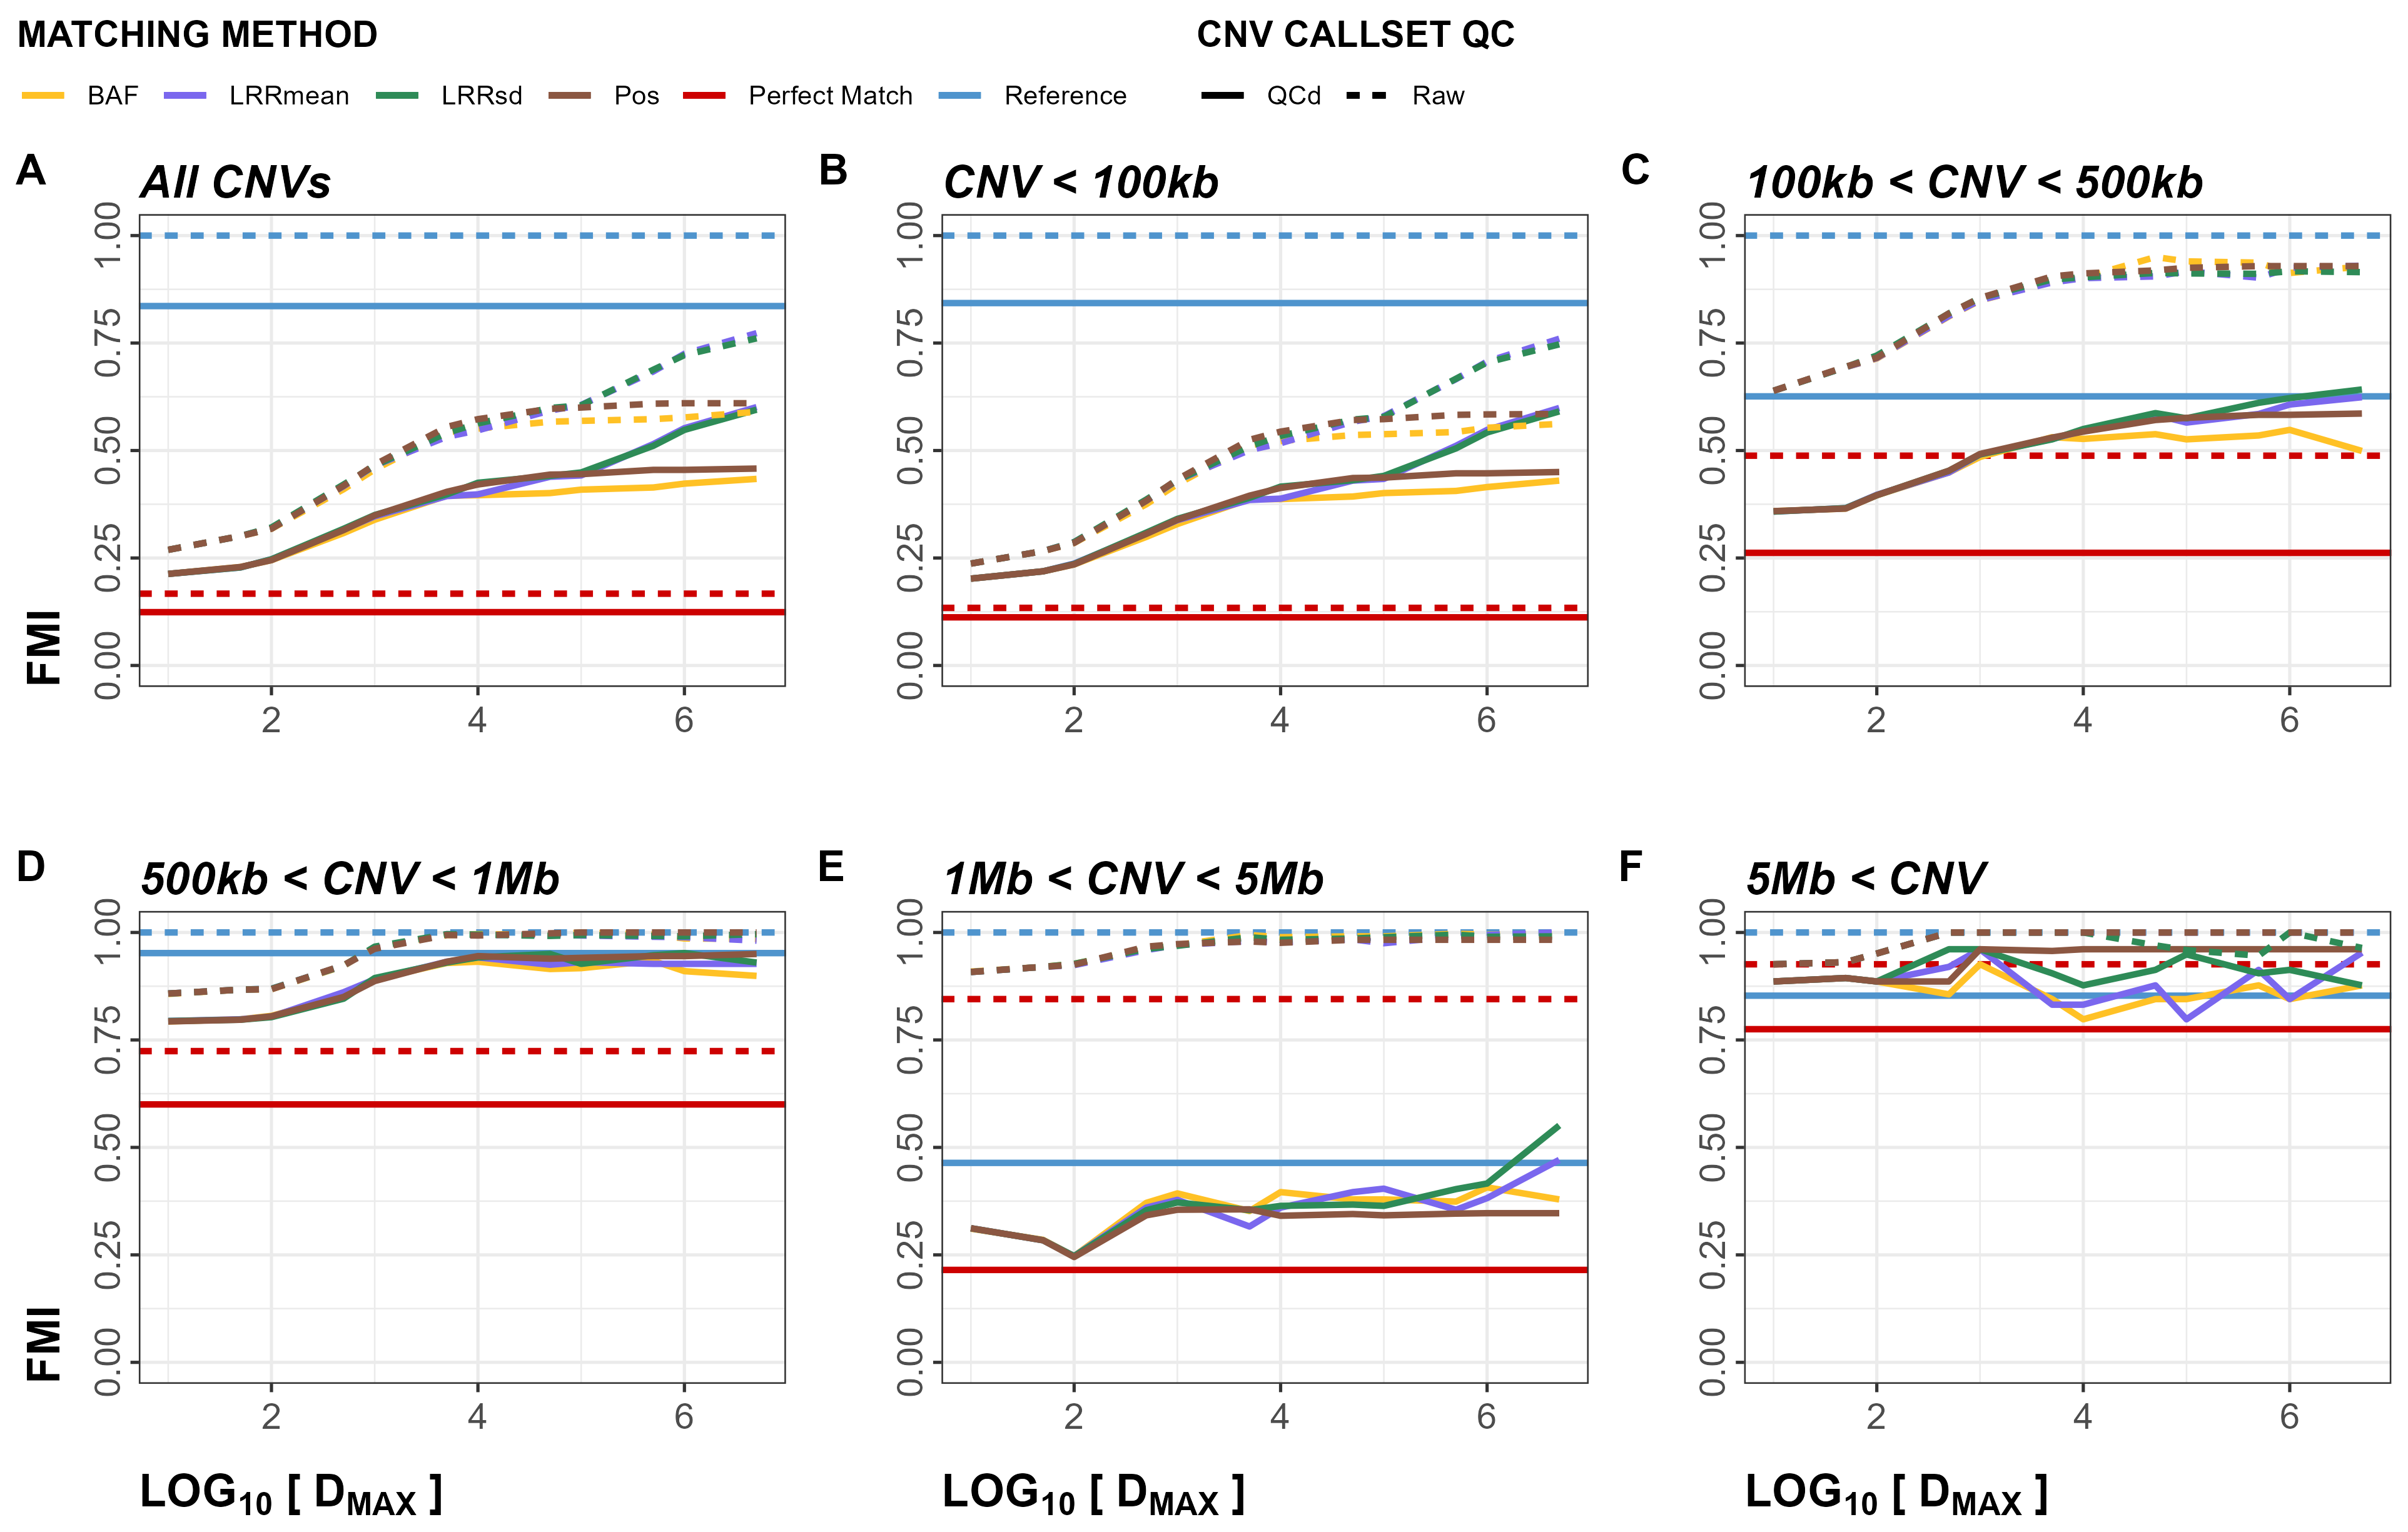 MATCHING METHOD CNV CALLSET QC
BAF LRRmean LRRsd Pos Perfect Match Reference QCd Raw
A All CNVs B CNV < 100kb C 100kb < CNV < 500kb
1.00 1.00 1.00
0.75 0.75 0.75
0.50 0.50 0.50
0.25 0.25 0.25
0.00 0.00 0.00
FMI
2 4 6 2 4 6 2 4 6
D 500kb < CNV < 1Mb E 1Mb < CNV < 5Mb F 5Mb < CNV
1.00 1.00 1.00
0.75 0.75 0.75
0.50 0.50 0.50
0.25 0.25 0.25
0.00 0.00 0.00
FMI
2 4 6 2 4 6 2 4 6
LOG10 [ DMAX ] LOG10 [ DMAX ] LOG10 [ DMAX ]